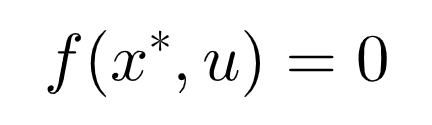 f(x*, u) = 0